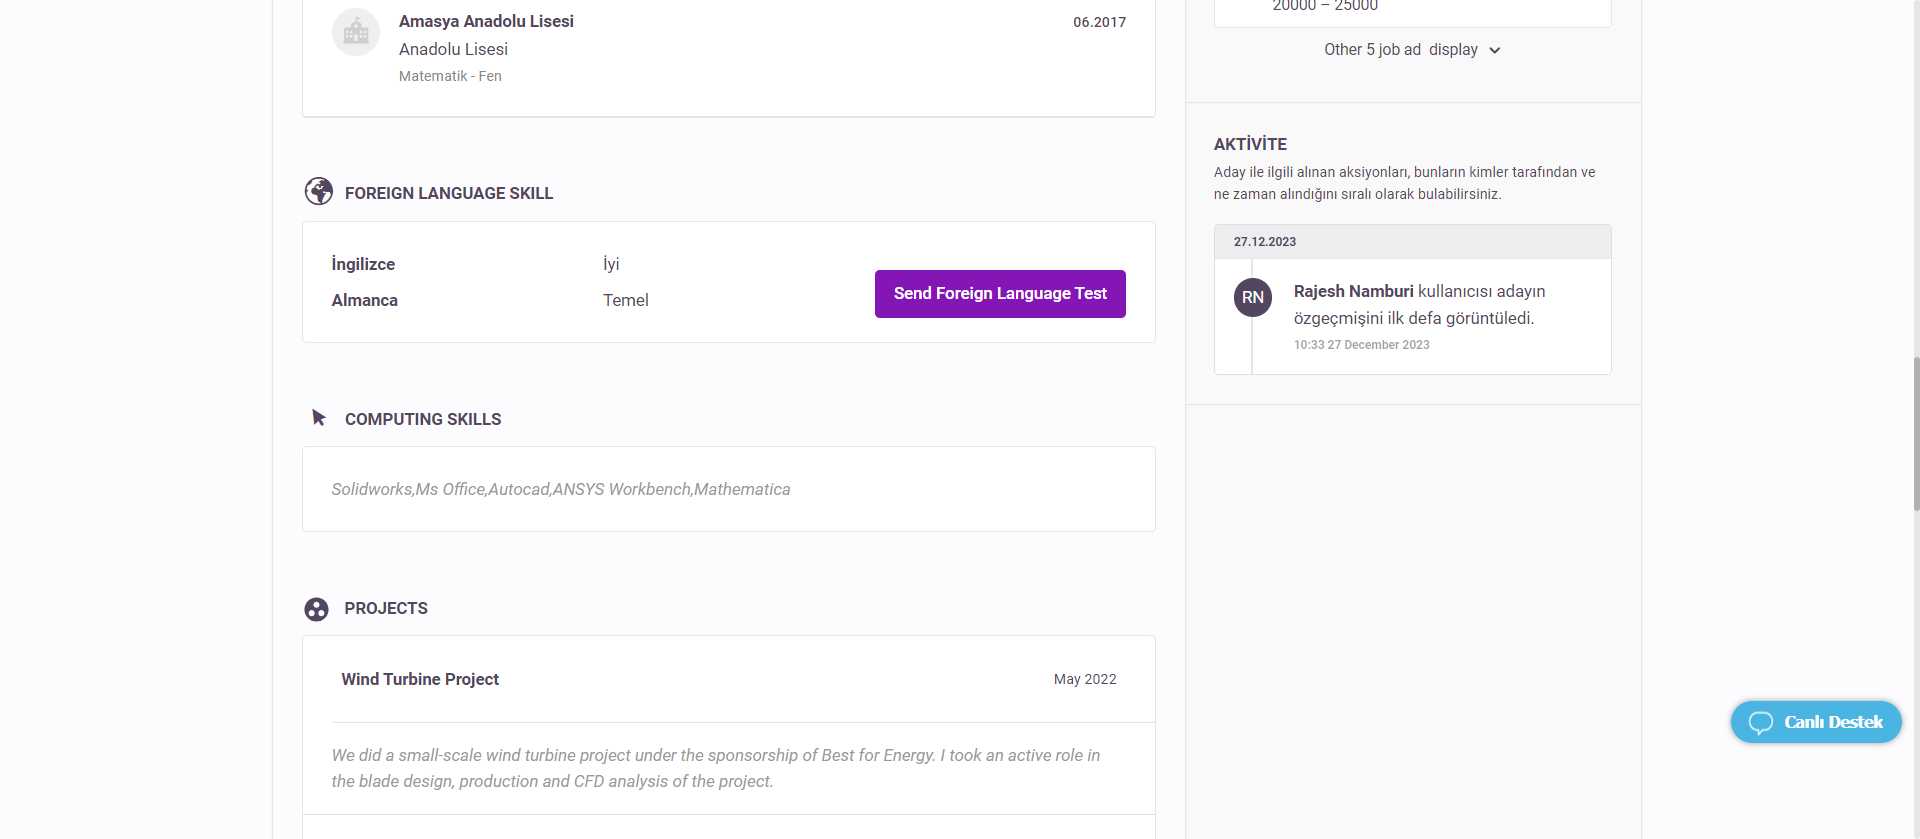 Amasya Anadolu Lisesi
06.2017
Anadolu Lisesi
Matematik - Fen
FOREIGN LANGUAGE SKILL
İngilizce
İyi
Almanca
Temel
Send Foreign Language Test
COMPUTING SKILLS
Solidworks,Ms Office,Autocad,ANSYS Workbench,Mathematica
PROJECTS
Wind Turbine Project
May 2022
We did a small-scale wind turbine project under the sponsorship of Best for Energy. I took an active role in
the blade design, production and CFD analysis of the project.
20000 – 25000
Other 5 job ad display
AKTİVİTE
Aday ile ilgili alınan aksiyonları, bunların kimler tarafından ve
ne zaman alındığını sıralı olarak bulabilirsiniz.
27.12.2023
RN
Rajesh Namburi kullanıcısı adayın
özgeçmişini ilk defa görüntüledi.
10:33 27 December 2023
Canlı Destek